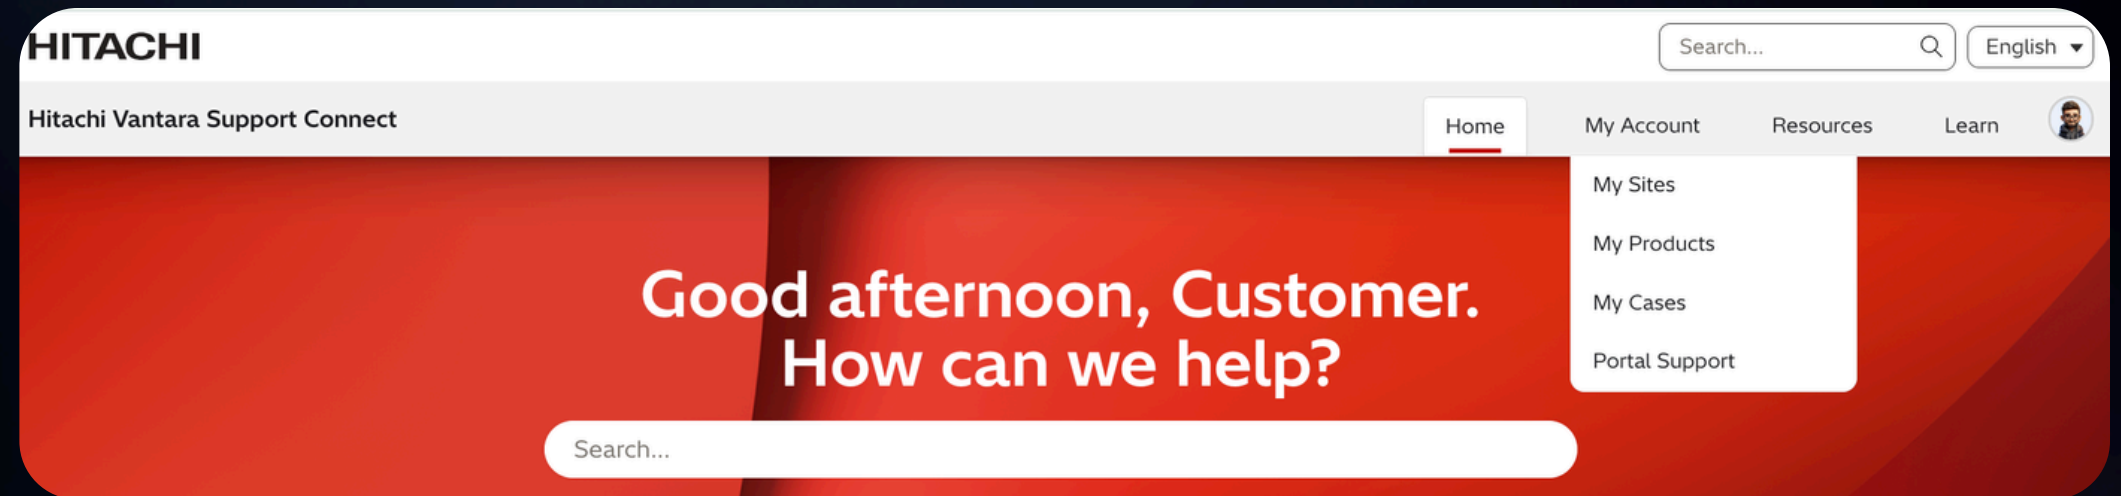 HITACHI
Search...
English
Hitachi Vantara Support Connect
Home
My Account
Resources
Learn
My Sites
My Products
My Cases
Portal Support
Good afternoon, Customer.
How can we help?
Search...